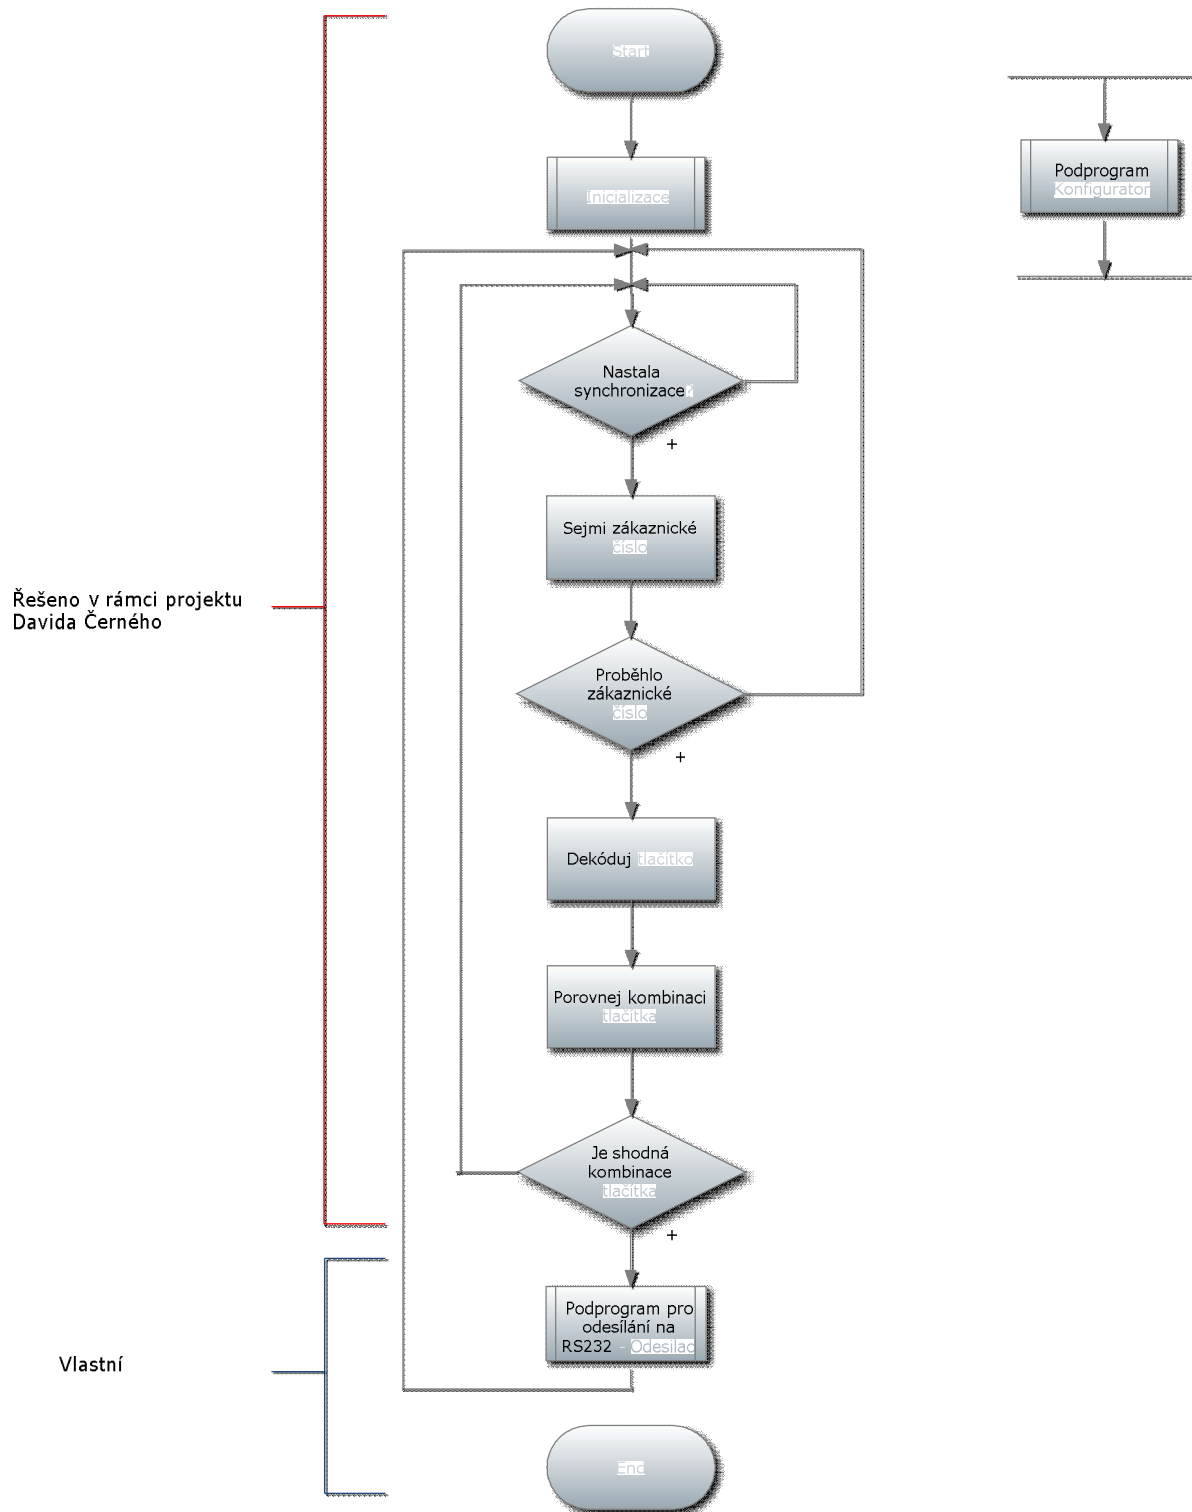 Start
Inicializace
Podprogram
Konfigurator
Nastala
synchronizace?
+
Sejmi zákaznické
číslo
Řešeno v rámci projektu
Davida Černého
Proběhlo
zákaznické
číslo
+
Dekóduj tlačítko
Porovnej kombinaci
tlačítka
Je shodná
kombinace
tlačítka
+
Podprogram pro
odesílání na
RS232 - Odesilac
Vlastní
End